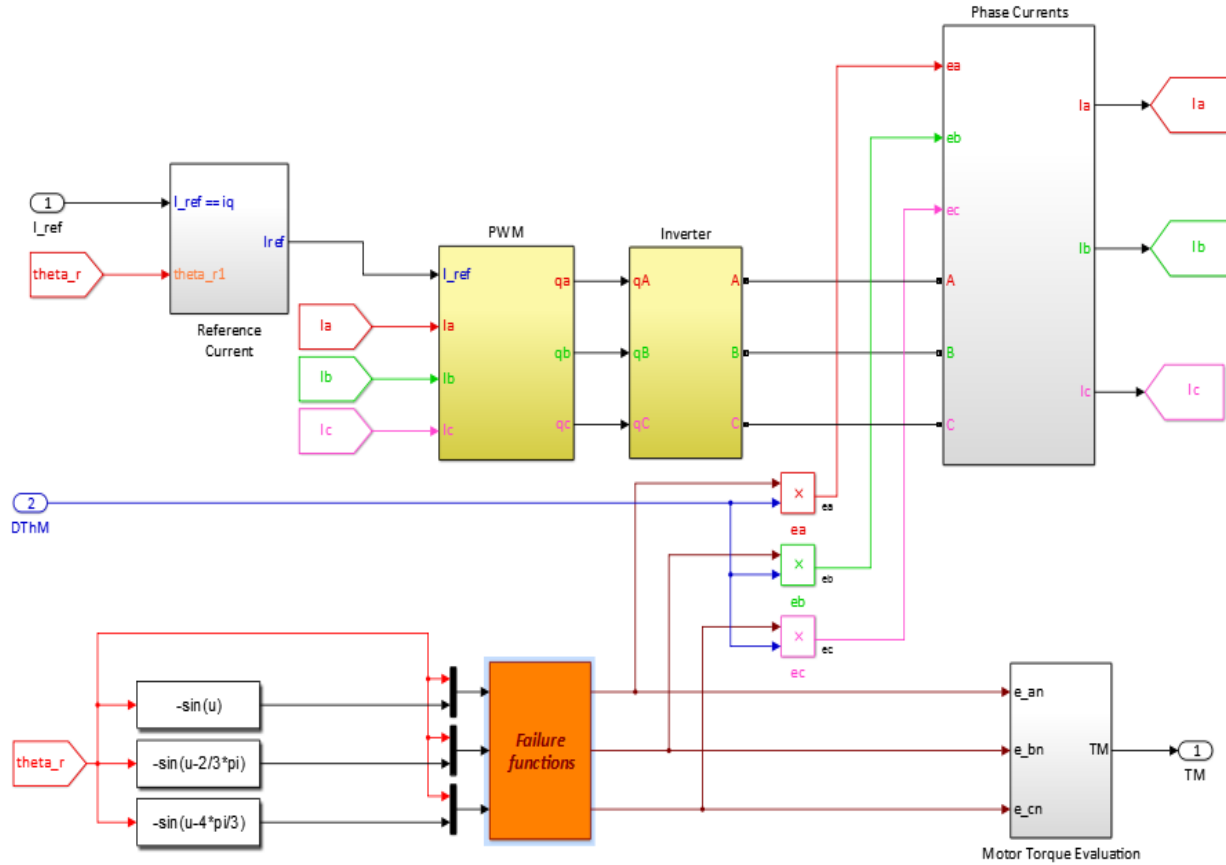 Phase Currents
ea
Ia
Ia
eb
ec
1
I_ref == iq
I_ref
PWM
Inverter
Iref
Ib
Ib
theta_r
theta_r1
I_ref
qa
qA
A
A
Reference
Current
Ia
Ia
qb
qB
B
B
Ib
Ib
Ic
Ic
Ic
Ic
qc
qC
C
C
×
ea
2
DThM
ea
×
eb
eb
×
ec
ec
-sin(u)
e_an
theta_r
-sin(u-2/3*pi)
Failure
functions
e_bn
TM
1
TM
-sin(u-4*pi/3)
e_cn
Motor Torque Evaluation